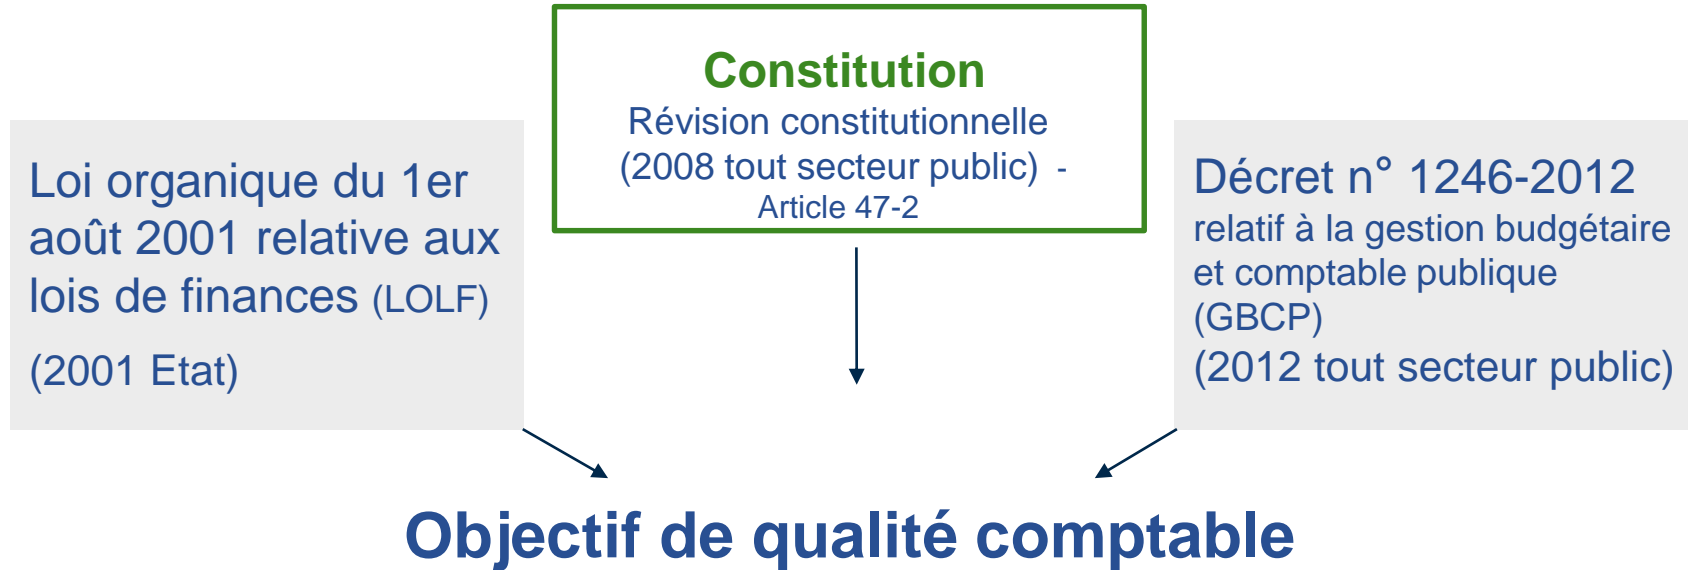 Constitution
Révision constitutionnelle
(2008 tout secteur public) -
Article 47-2
Loi organique du 1er
août 2001 relative aux
lois de finances (LOLF)
(2001 Etat)
Décret n° 1246-2012
relatif à la gestion budgétaire
et comptable publique
(GBCP)
(2012 tout secteur public)
Objectif de qualité comptable